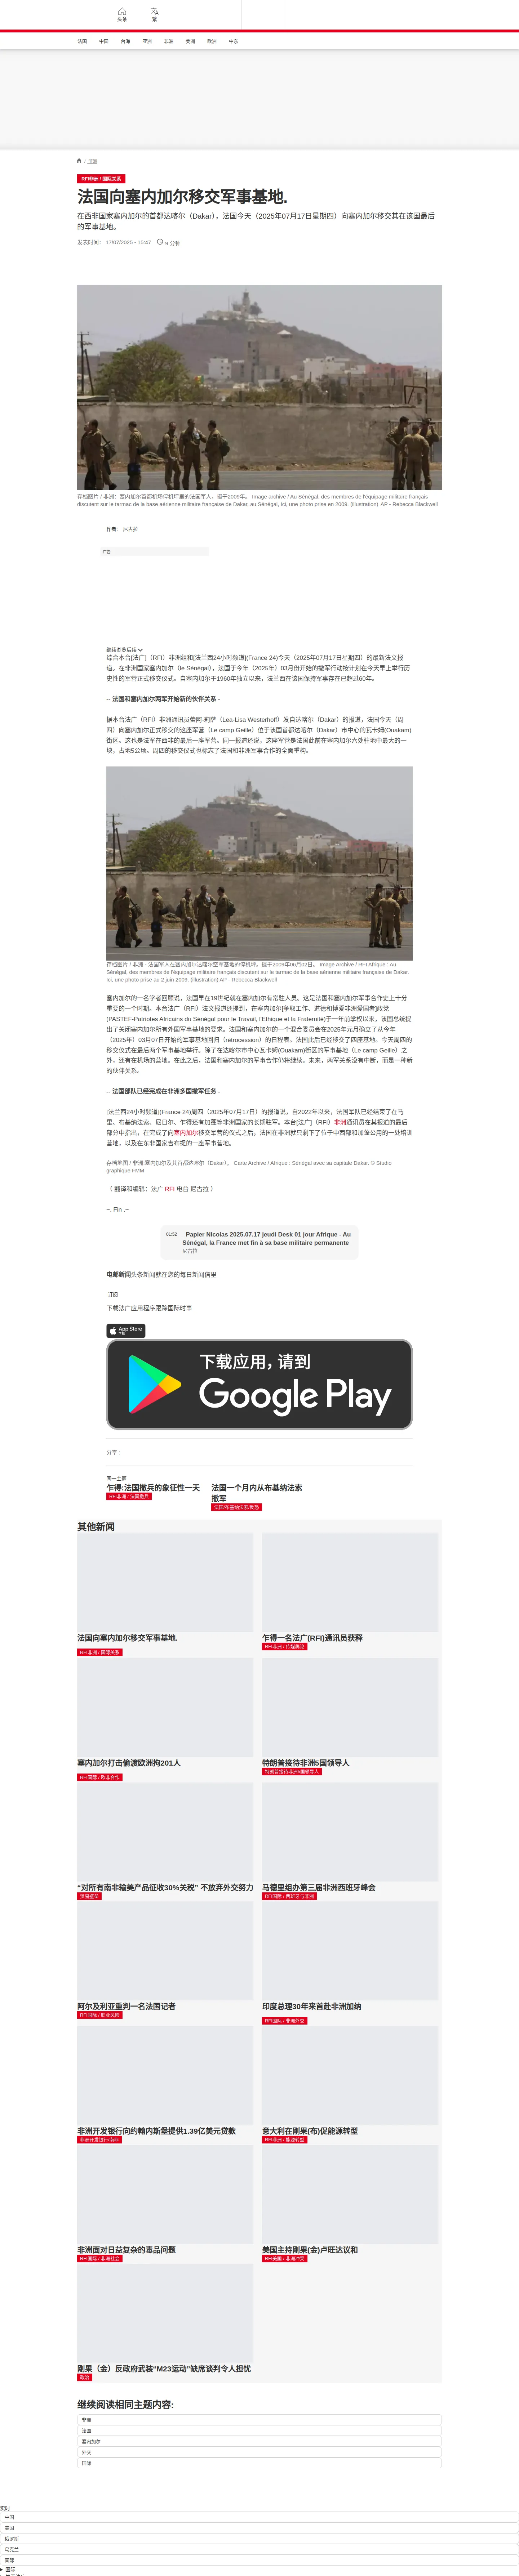 头条
繁
法国
中国
台海
亚洲
非洲
美洲
欧洲
中东
/ 非洲
RFI非洲 / 国际关系
法国向塞内加尔移交军事基地.
在西非国家塞内加尔的首都达喀尔（Dakar），法国今天（2025年07月17日星期四）向塞内加尔移交其在该国最后
的军事基地。
发表时间： 17/07/2025 - 15:47
分钟
存档图片 / 非洲：塞内加尔首都机场停机坪里的法国军人，摄于2009年。 Image archive / Au Sénégal, des membres de l'équipage militaire français
discutent sur le tarmac de la base aérienne militaire française de Dakar, au Sénégal. Ici, une photo prise en 2009. (illustration) AP - Rebecca Blackwell
作者： 尼古拉
广告
继续浏览后续
综合本台[法广]（RFI）非洲组和[法兰西24小时频道](France 24)今天（2025年07月17日星期四）的最新法文报
道。在非洲国家塞内加尔（le Sénégal），法国于今年（2025年）03月份开始的撤军行动按计划在今天早上举行历
史性的军营正式移交仪式。自塞内加尔于1960年独立以来，法兰西在该国保持军事存在已超过60年。
-- 法国和塞内加尔两军开始新的伙伴关系 -
据本台法广（RFI）非洲通讯员蕾阿-莉萨（Lea-Lisa Westerhoff）发自达喀尔（Dakar）的报道，法国今天（周
四）向塞内加尔正式移交的这座军营（Le camp Geille）位于该国首都达喀尔（Dakar）市中心的瓦卡姆(Ouakam)
街区。这也是法军在西非的最后一座军营。同一报道还说，这座军营是法国此前在塞内加尔六处驻地中最大的一
块，占地5公顷。周四的移交仪式也标志了法国和非洲军事合作的全面重构。
存档图片 / 非洲 - 法国军人在塞内加尔达喀尔空军基地的停机坪。摄于2009年06月02日。 Image Archive / RFI Afrique : Au
Sénégal, des membres de l'équipage militaire français discutent sur le tarmac de la base aérienne militaire française de Dakar.
Ici, une photo prise au 2 juin 2009. (illustration) AP - Rebecca Blackwell
塞内加尔的一名学者回顾说，法国早在19世纪就在塞内加尔有常驻人员。这是法国和塞内加尔军事合作史上十分
重要的一个时期。本台法广（RFI）法文报道还提到，在塞内加尔[争取工作、道德和博爱非洲爱国者]政党
(PASTEF-Patriotes Africains du Sénégal pour le Travail, l'Ethique et la Fraternité)于一年前掌权以来，该国总统提
出了关闭塞内加尔所有外国军事基地的要求。法国和塞内加尔的一个混合委员会在2025年元月确立了从今年
（2025年）03月07日开始的军事基地回归（rétrocession）的日程表。法国此后已经移交了四座基地。今天周四的
移交仪式在最后两个军事基地举行。除了在达喀尔市中心瓦卡姆(Ouakam)街区的军事基地（Le camp Geille）之
外，还有在机场的营地。在此之后，法国和塞内加尔的军事合作仍将继续。未来，两军关系没有中断，而是一种新
的伙伴关系。
-- 法国部队已经完成在非洲多国撤军任务 -
[法兰西24小时频道](France 24)周四（2025年07月17日）的报道说，自2022年以来，法国军队已经结束了在马
里、布基纳法索、尼日尔、乍得还有加蓬等非洲国家的长期驻军。本台[法广]（RFI）非洲通讯员在其报道的最后
部分中指出，在完成了向塞内加尔移交军营的仪式之后，法国在非洲就只剩下了位于中西部和加蓬公用的一处培训
营地，以及在东非国家吉布提的一座军事营地。
存档地图 / 非洲:塞内加尔及其首都达喀尔（Dakar）。 Carte Archive / Afrique : Sénégal avec sa capitale Dakar. © Studio
graphique FMM
（ 翻译和编辑：法广 RFI 电台 尼古拉 ）
~. Fin .~
01:52
_Papier Nicolas 2025.07.17 jeudi Desk 01 jour Afrique - Au
Sénégal, la France met fin à sa base militaire permanente
尼古拉
电邮新闻头条新闻就在您的每日新闻信里
订阅
下载法广应用程序跟踪国际时事
App Store
下载
下载应用，请到
Google Play
分享 :
同一主题
乍得:法国撤兵的象征性一天
RFI非洲 / 法国撤兵
法国一个月内从布基纳法索
撤军
法国/布基纳法索/反恐
其他新闻
法国向塞内加尔移交军事基地.
RFI非洲 / 国际关系
乍得一名法广(RFI)通讯员获释
RFI非洲 / 传媒舆论
塞内加尔打击偷渡欧洲拘201人
RFI国际 / 欧非合作
特朗普接待非洲5国领导人
特朗普接待非洲5国领导人
“对所有南非输美产品征收30%关税” 不放弃外交努力
贸易壁垒
马德里组办第三届非洲西班牙峰会
RFI国际 / 西班牙与非洲
阿尔及利亚重判一名法国记者
RFI国际 / 职业风险
印度总理30年来首赴非洲加纳
RFI国际 / 非洲外交
非洲开发银行向约翰内斯堡提供1.39亿美元贷款
非洲开发银行/南非
意大利在刚果(布)促能源转型
RFI非洲 / 能源转型
非洲面对日益复杂的毒品问题
RFI国际 / 非洲社会
美国主持刚果(金)卢旺达议和
RFI美国 / 非洲冲突
刚果（金）反政府武装“M23运动”缺席谈判令人担忧
政治
继续阅读相同主题内容:
非洲
法国
塞内加尔
外交
国际
实时
中国
美国
俄罗斯
乌克兰
国际
国际